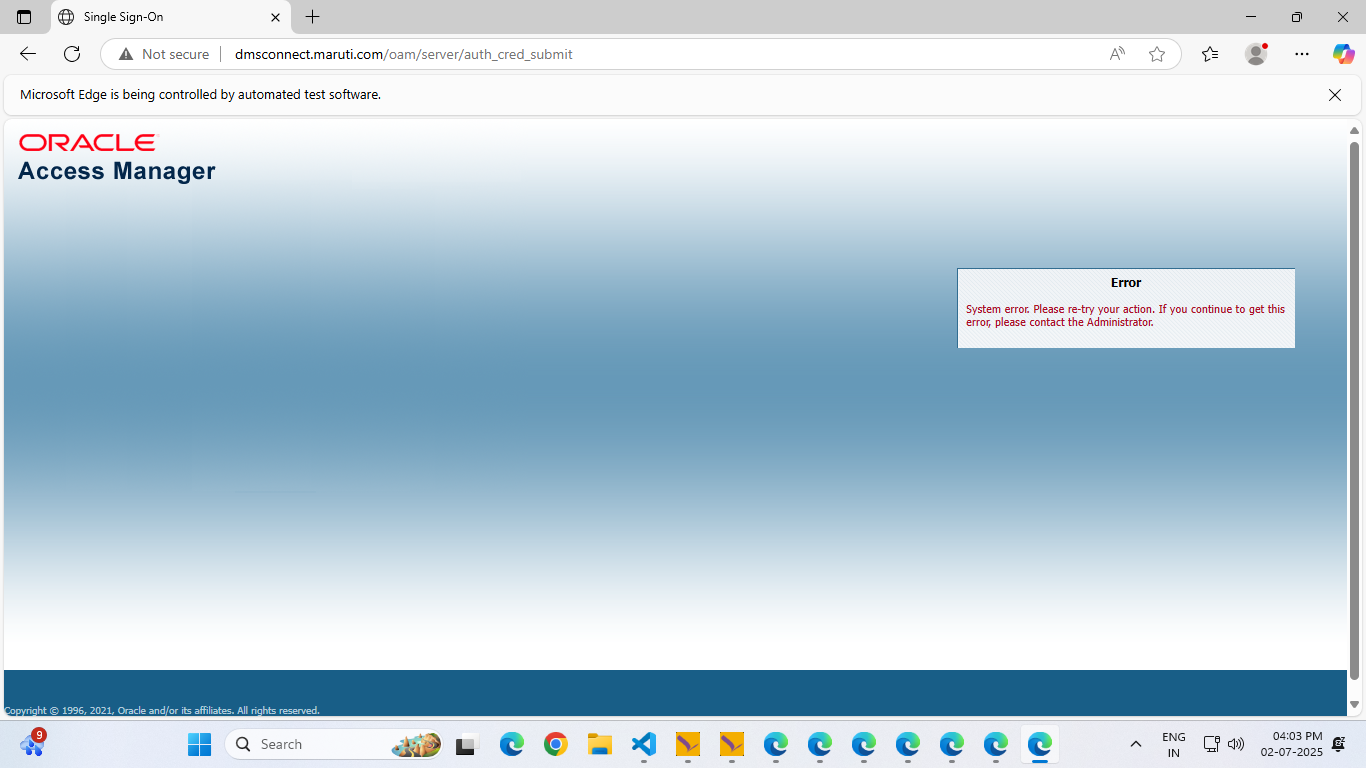 Single Sign-On
Not secure
dmsconnect.maruti.com/oam/server/auth_cred_submit
Microsoft Edge is being controlled by automated test software.
ORACLE
Access Manager
Error
System error. Please re-try your action. If you continue to get this
error, please contact the Administrator.
Copyright © 1996, 2021, Oracle and/or its affiliates. All rights reserved.
9
Search
ENG
IN
04:03 PM
02-07-2025